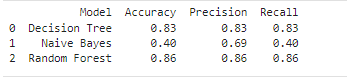 Model Accuracy Precision Recall
0 Decision Tree 0.83 0.83 0.83
1 Naive Bayes 0.40 0.69 0.40
2 Random Forest 0.86 0.86 0.86